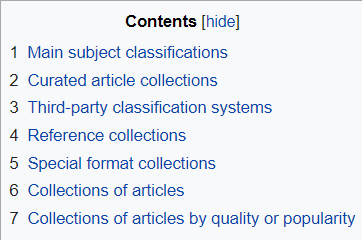 Contents [hide]
1 Main subject classifications
2 Curated article collections
3 Third-party classification systems
4 Reference collections
5 Special format collections
6 Collections of articles
7 Collections of articles by quality or popularity